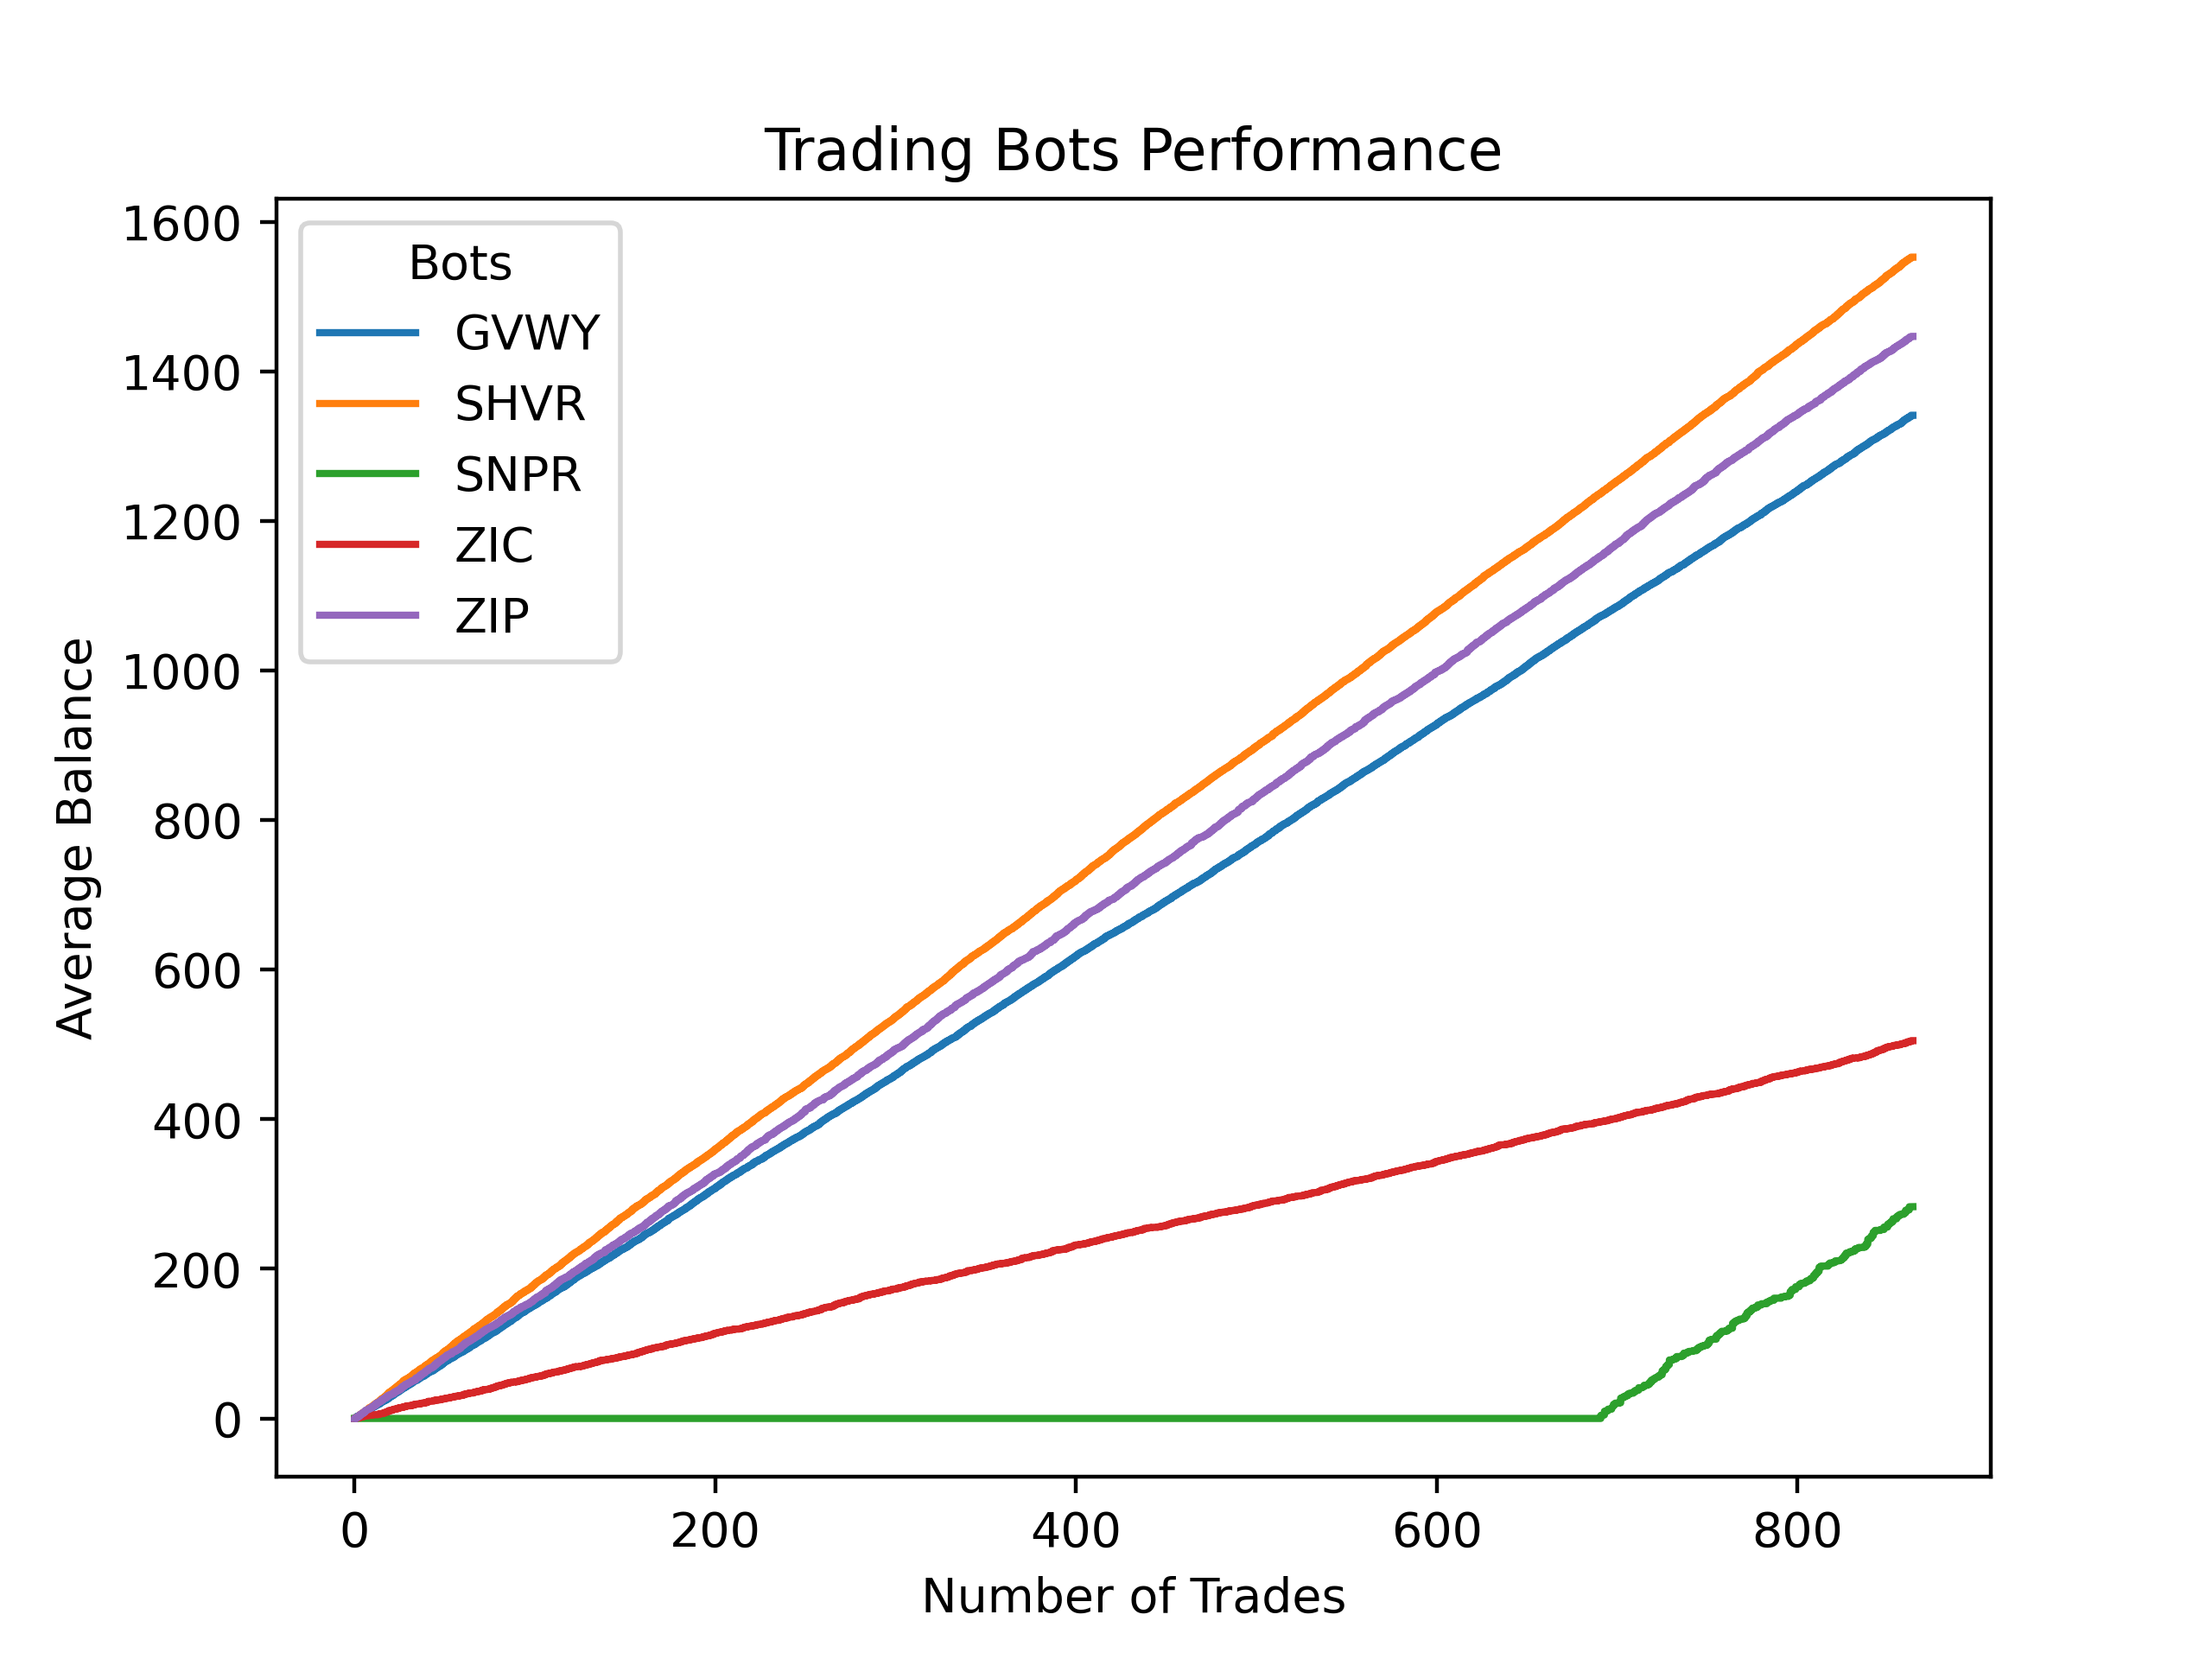 Trading Bots Performance
Average Balance
1600
1400
1200
1000
800
600
400
200
0
Bots
GVWY
SHVR
SNPR
ZIC
ZIP
0 200 400 600 800
Number of Trades